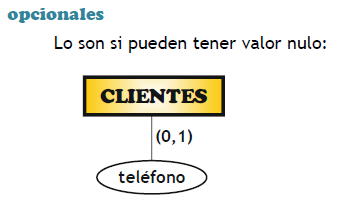 opcionales
Lo son si pueden tener valor nulo:
CLIENTES
(0,1)
teléfono